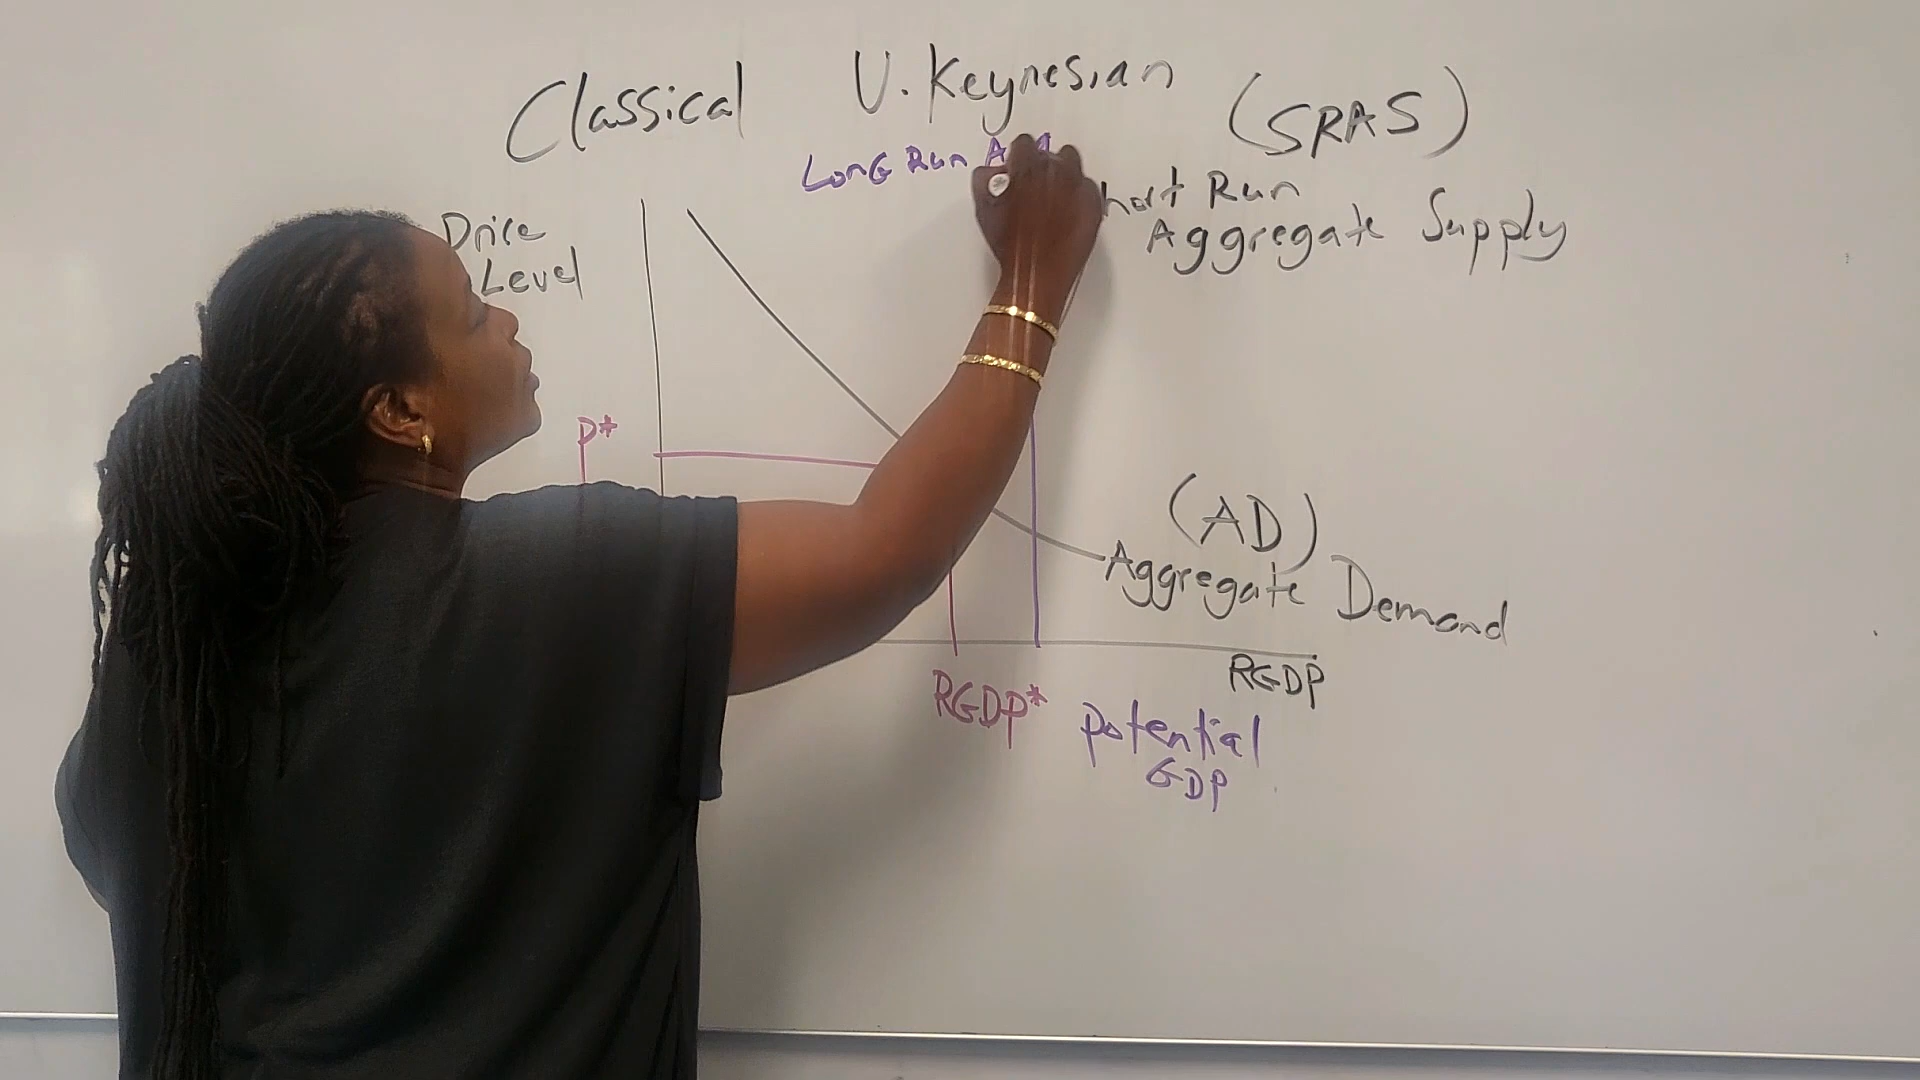 Classical V. Keynesian (SRAS)
Long Run
Short Run
Aggregate Supply
Price
Level
P*
(AD)
Aggregate Demand
RGDP
RGDP*
Potential
GDP